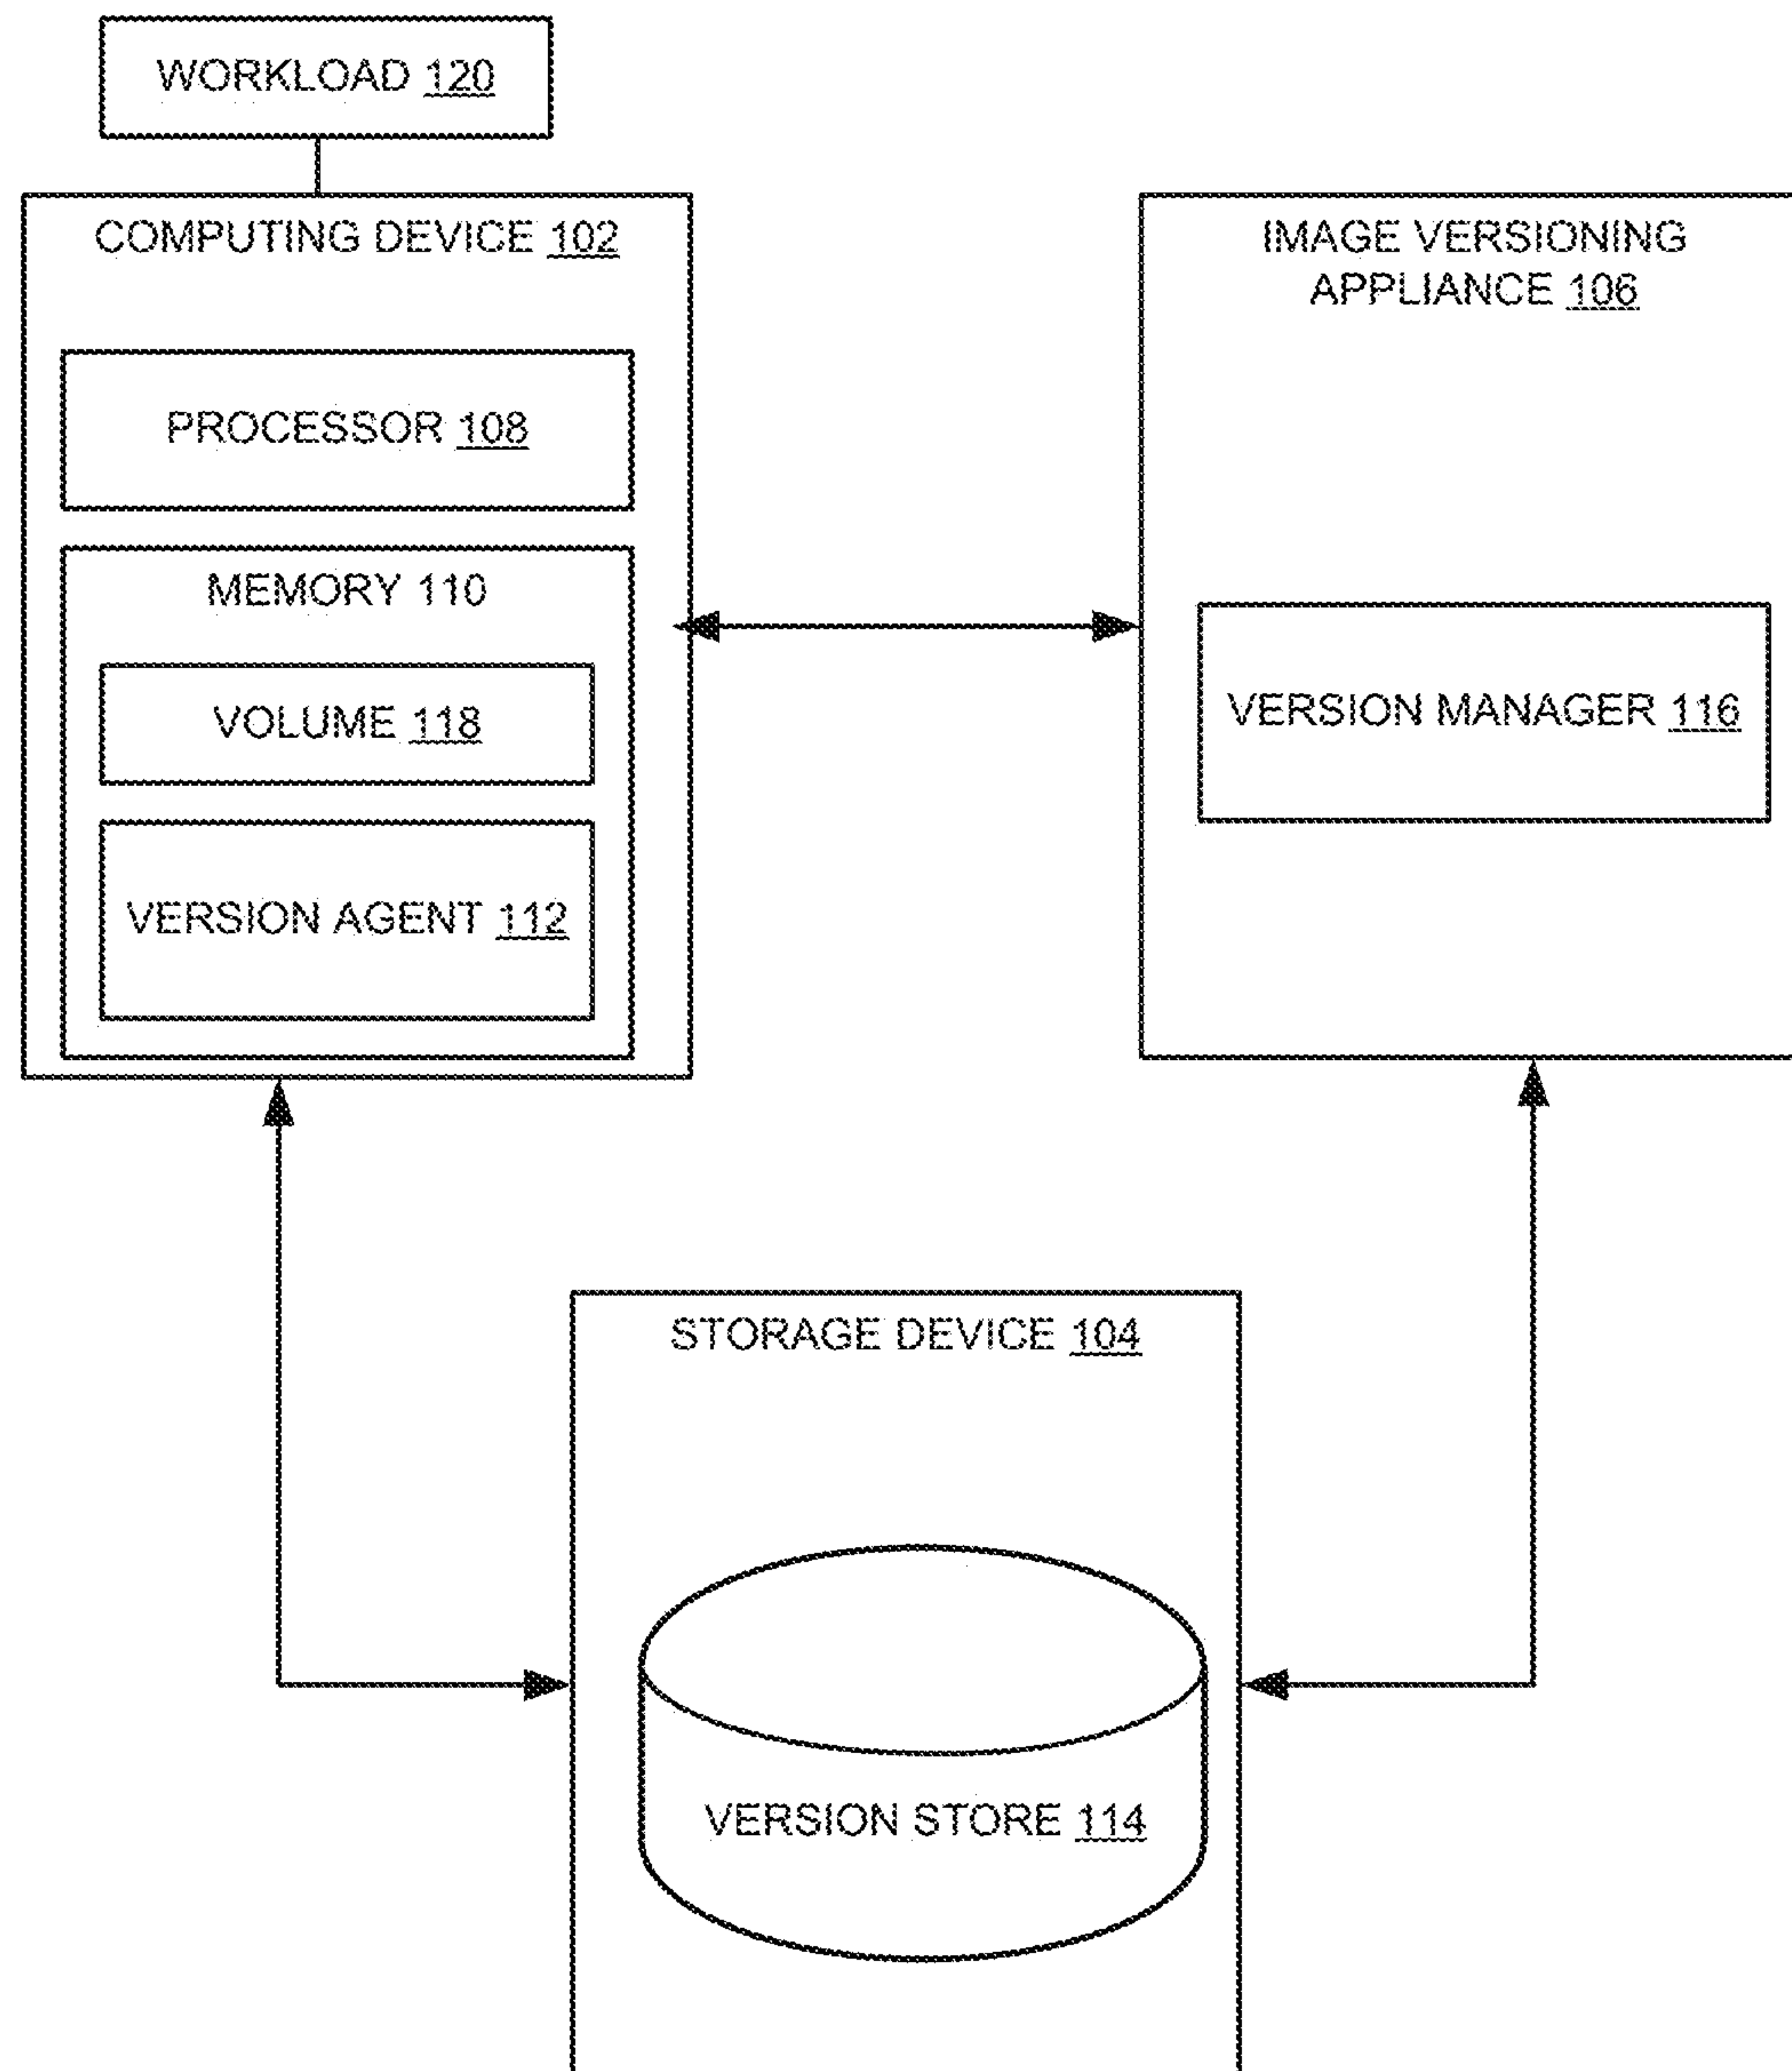 WORKLOAD 120
COMPUTING DEVICE 102
PROCESSOR 108
MEMORY 110
VOLUME 118
VERSION AGENT 112
IMAGE VERSIONING
APPLIANCE 106
VERSION MANAGER 116
STORAGE DEVICE 104
VERSION STORE 114